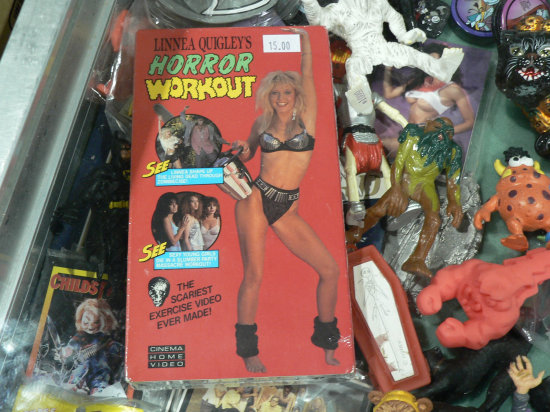 LINNEA QUIGLEY'S
15.00
HORROR
WORKOUT
SEE
LINNEA SHAPE UP
THE LIVING DEAD THROUGH
ZOMBIECISE!
SEE
SEXY YOUNG GIRLS
DIE IN A SLUMBER PARTY
MASSACRE WORKOUT!
THE
SCARIEST
EXERCISE VIDEO
EVER MADE!
CINEMA
HOME
VIDEO
CHILD'S